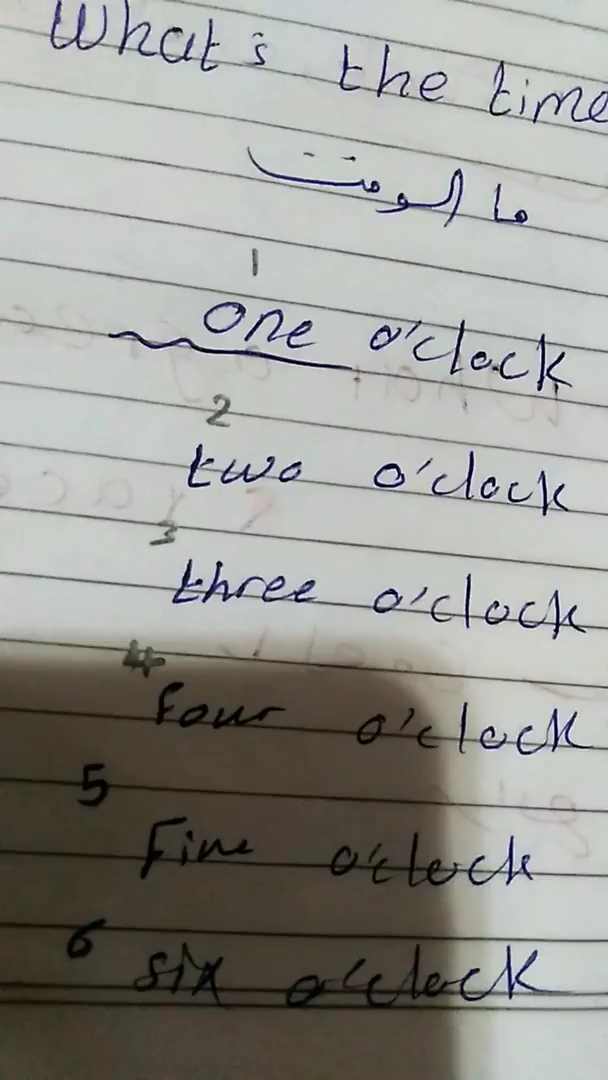 What's the time
ما الوقت
1
one o'clock
2
two o'clock
3
three o'clock
4
four o'clock
5
Five o'clock
6
six o'clock